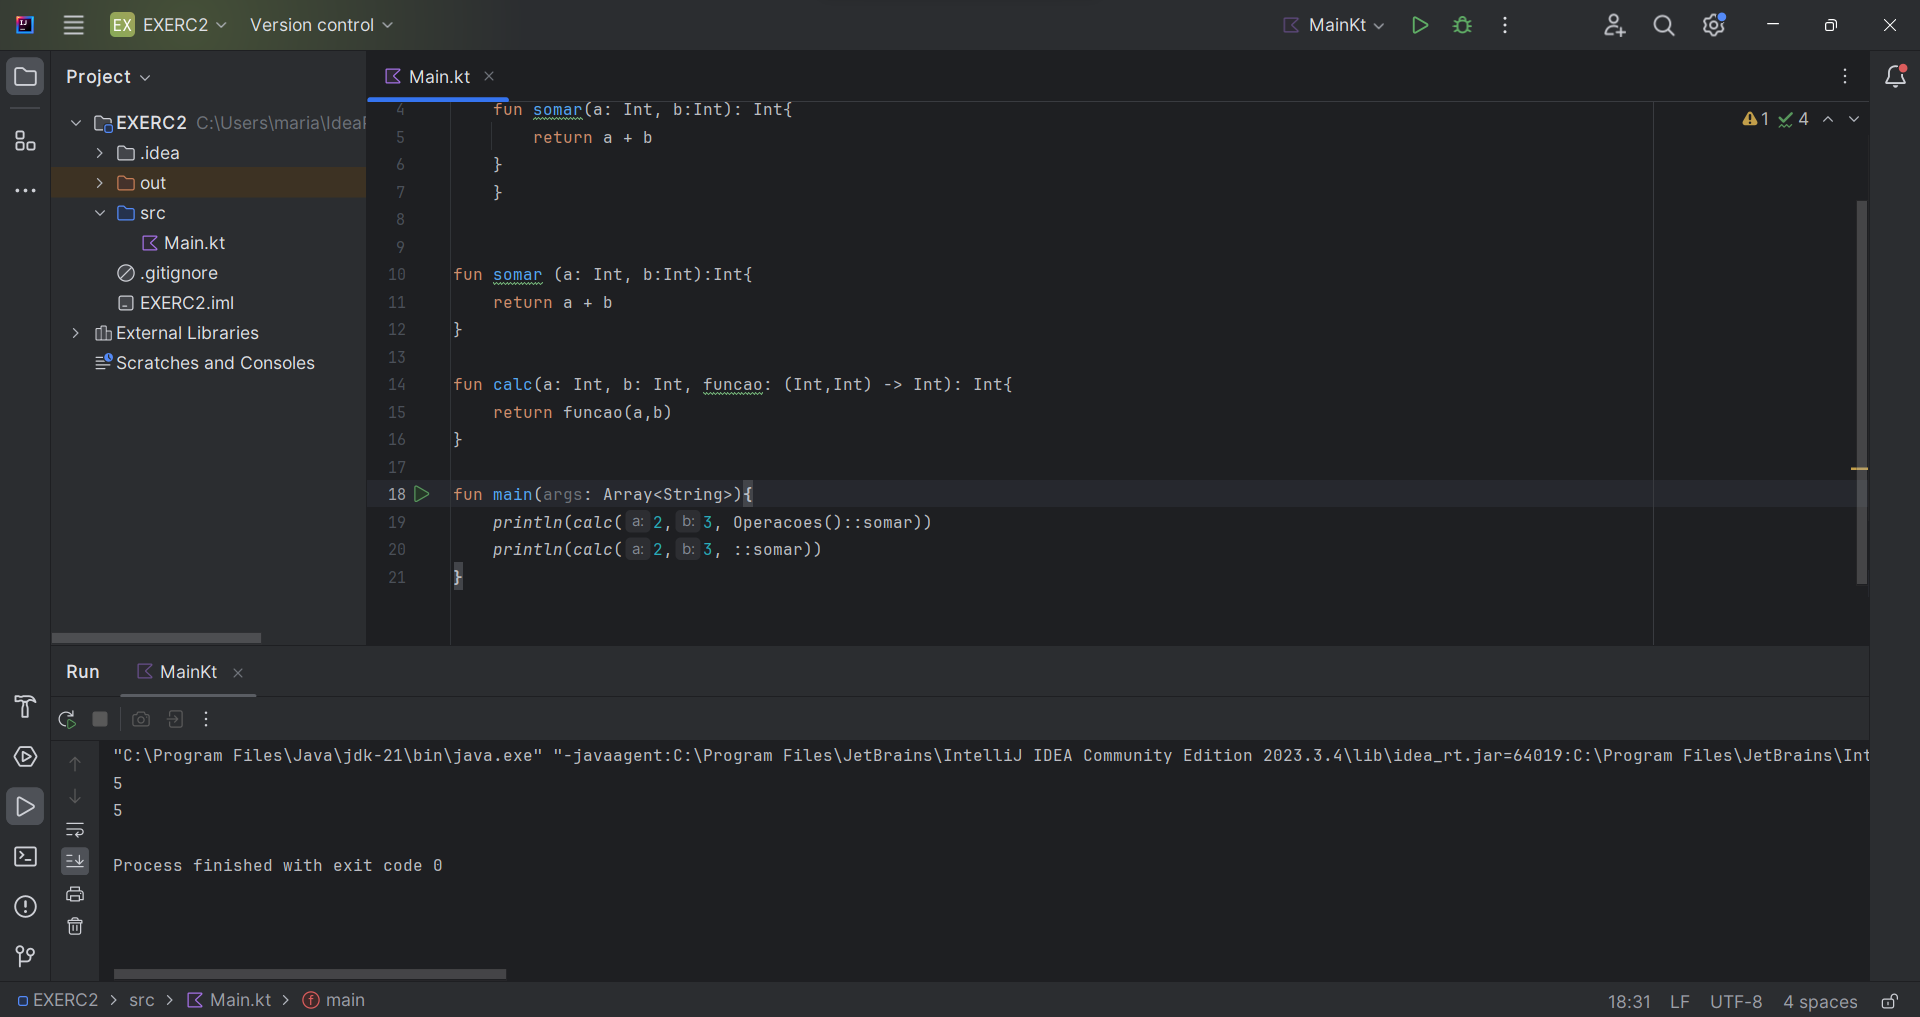 EX EXERC2 Version control MainKt
Project
Main.kt
EXERC2 C:\Users\maria\Idea
.idea
out
src
Main.kt
.gitignore
EXERC2.iml
External Libraries
Scratches and Consoles
4 fun somar(a: Int, b:Int): Int{
5 return a + b
6 }
7 }
8
9
10 fun somar (a: Int, b:Int):Int{
11 return a + b
12 }
13
14 fun calc(a: Int, b: Int, funcao: (Int,Int) -> Int): Int{
15 return funcao(a,b)
16 }
17
18 fun main(args: Array<String>){
19 println(calc( a: 2, b: 3, Operacoes()::somar))
20 println(calc( a: 2, b: 3, ::somar))
21 }
1 4
Run MainKt
"C:\Program Files\Java\jdk-21\bin\java.exe" "-javaagent:C:\Program Files\JetBrains\IntelliJ IDEA Community Edition 2023.3.4\lib\idea_rt.jar=64019:C:\Program Files\JetBrains\Int
5
5
Process finished with exit code 0
EXERC2 > src > Main.kt > f main
18:31 LF UTF-8 4 spaces